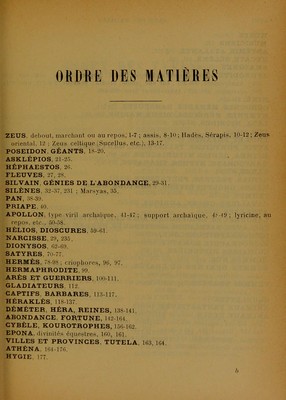 ORDRE DES MATIÈRES
ZEUS, debout, marchant ou au repos, 1-7 ; assis, 8-10 ; Hadès, Sérapis, 10-12 ; Zeus
oriental, 12 ; Zeus celtique (Sucellus, etc.), 13-17.
POSEIDON, GÉANTS, 18-20.
ASKLÉPIOS, 21-25.
HÉPHAESTOS, 26.
FLEUVES, 27, 28.
SILVAIN, GÉNIES DE L'ABONDANCE, 29-51.
SILÈNES, 32-37, 231 ; Marsyas, 35.
PAN, 38-39.
PRIAPE, 40.
APOLLON, type viril archaïque, 41-47 ; support archaïque, 47-49 ; lyricine, au
repos, etc., 50-58.
HÉLIOS, DIOSCURES, 59-61.
NARCISSE, 28, 235.
DIONYSOS, 62-69.
SATYRES, 70-77.
HERMÈS, 78-98 ; criophores, 96, 97.
HERMAPHRODITE, 99.
ARÈS ET GUERRIERS, 100-111.
GLADIATEURS, 112.
CAPTIFS, BARBARES, 113-117.
HÉRAKLÈS, 118-137.
DÉMÉTER, HÉRA, REINES, 138-141.
ABONDANCE, FORTUNE, 142-164.
CYBÈLE, KOUROTROPHES, 156-162.
EPONA, divinités équestres, 160, 161.
VILLES ET PROVINCES, TUTELA, 163, 164.
ATHÉNA, 164-176.
HYGIE, 177.